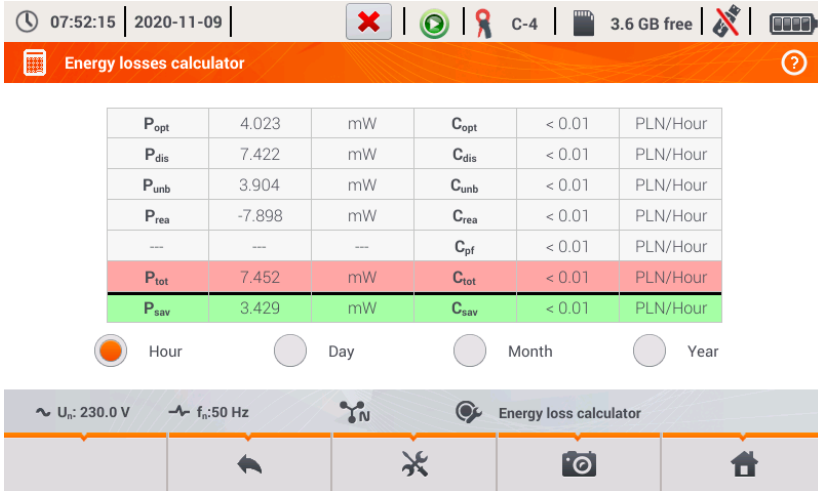 07:52:15 2020-11-09 C-4 3.6 GB free
Energy losses calculator ?
Popt 4.023 mW Copt < 0.01 PLN/Hour
Pdis 7.422 mW Cdis < 0.01 PLN/Hour
Punb 3.904 mW Cunb < 0.01 PLN/Hour
Prea -7.898 mW Crea < 0.01 PLN/Hour
--- --- --- Cpf < 0.01 PLN/Hour
Ptot 7.452 mW Ctot < 0.01 PLN/Hour
Psav 3.429 mW Csav < 0.01 PLN/Hour
Hour Day Month Year
Un: 230.0 V fn:50 Hz N Energy loss calculator